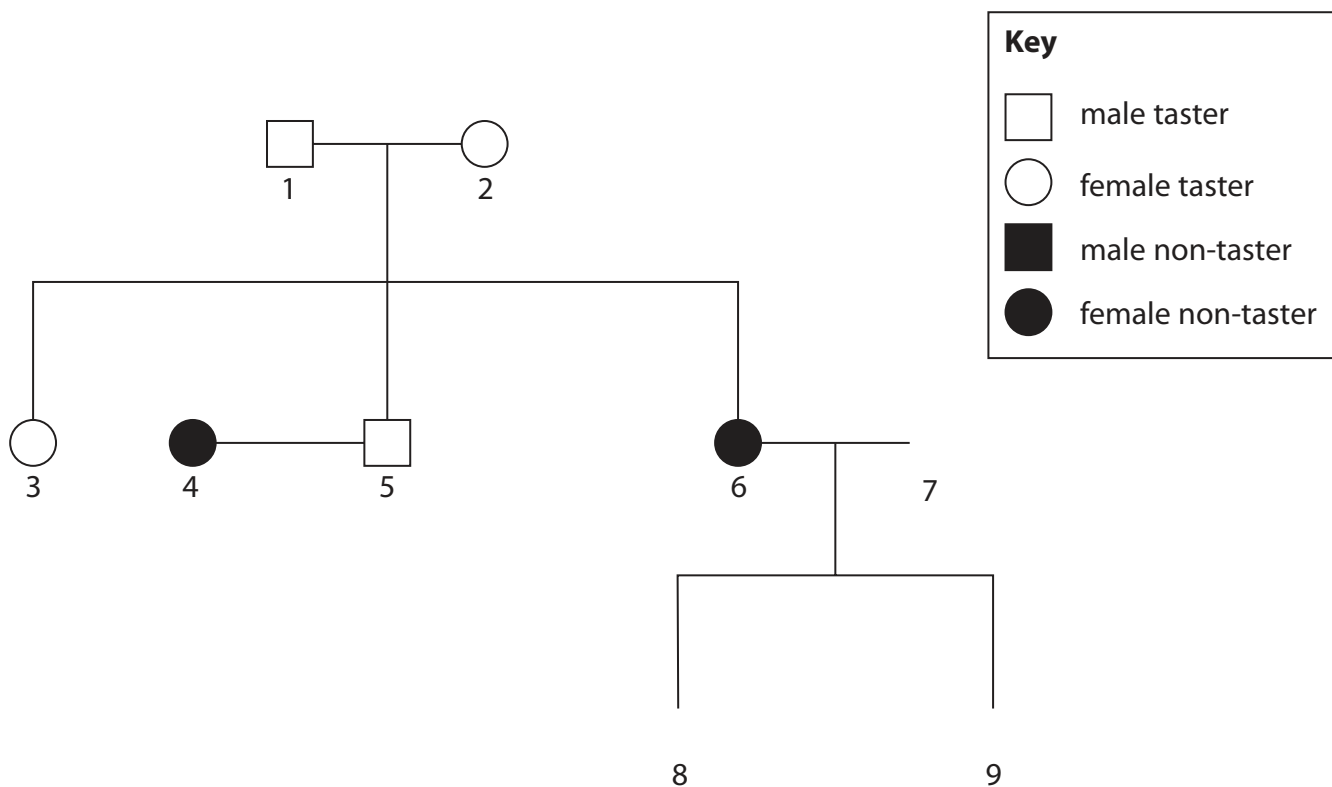 Key
male taster
female taster
male non-taster
female non-taster
1 2
3 4 5 6 7
8 9